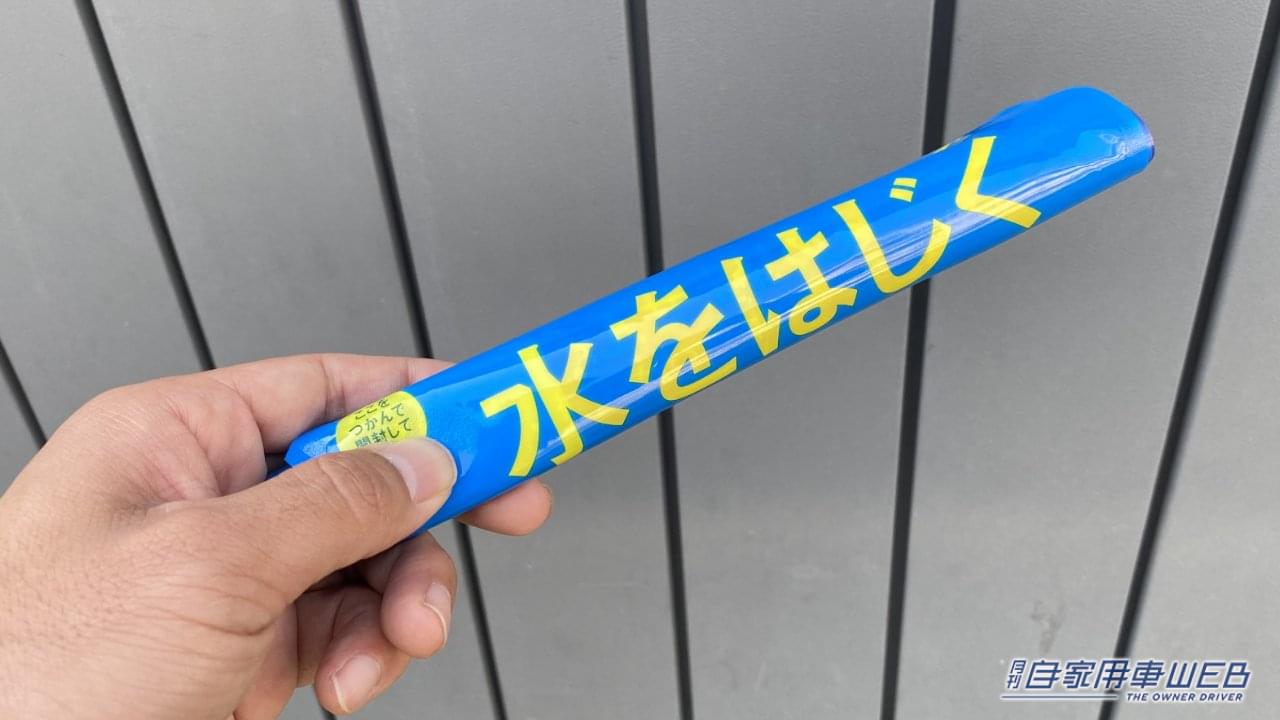 水をはじく
ここを
つかんで
開封して
月刊自家用車WEB
THE OWNER DRIVER